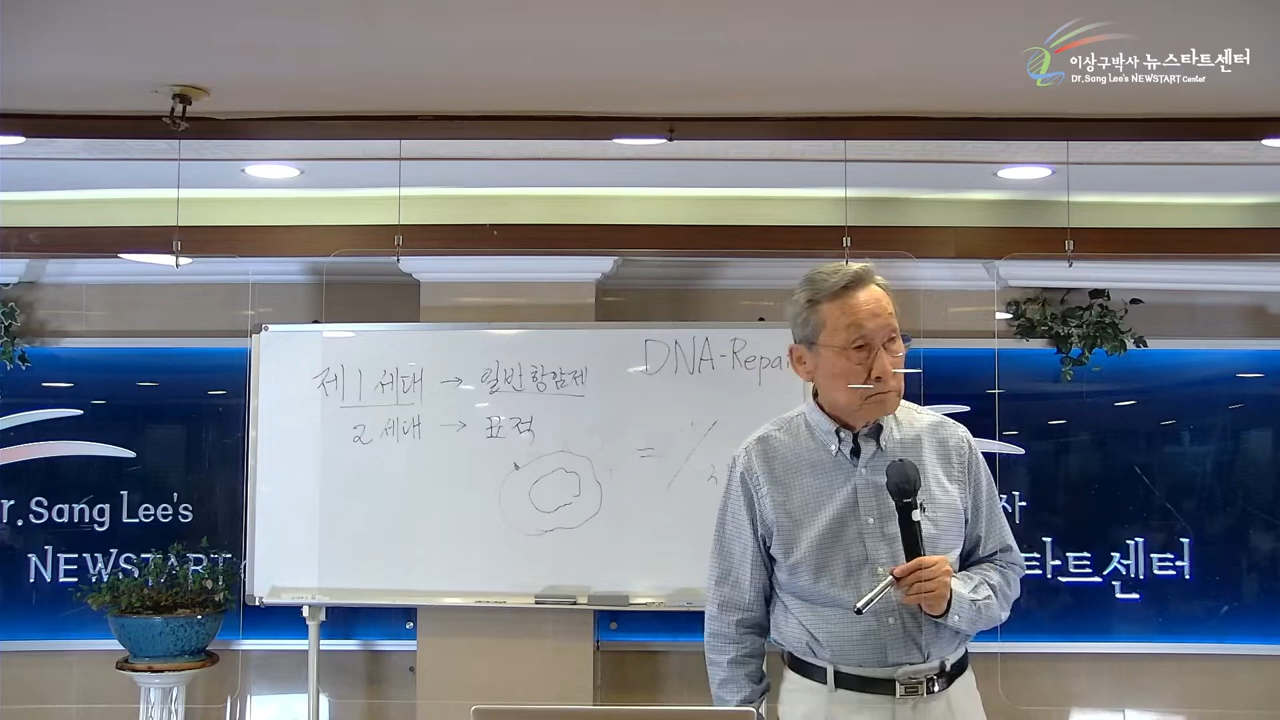 이상구박사 뉴스타트센터
Dr. Sang Lee's NEWSTART Center
제 1 세대 → 일반항암제
2 세대 → 표적
DNA-Repai
=
r. Sang Lee's
NEWSTART
사
타트센터